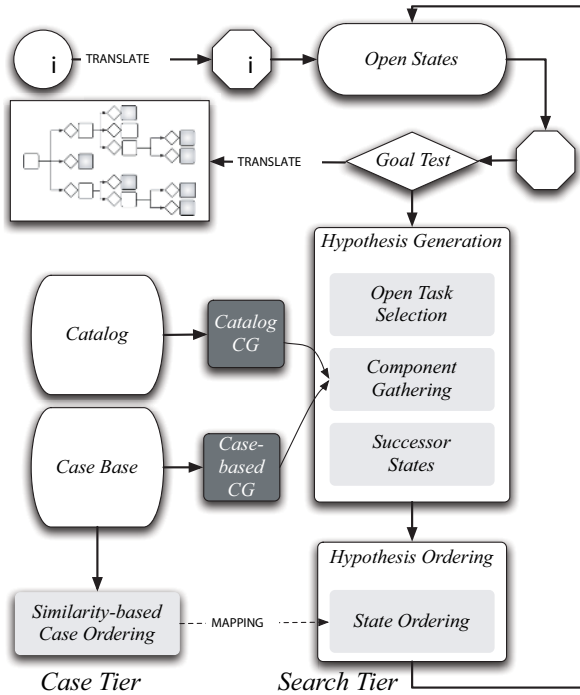 i
TRANSLATE
i
Open States
TRANSLATE
Goal Test
Hypothesis Generation
Open Task
Selection
Catalog
Catalog
CG
Component
Gathering
Case Base
Case-
based
CG
Successor
States
Hypothesis Ordering
Similarity-based
Case Ordering
MAPPING
State Ordering
Case Tier
Search Tier